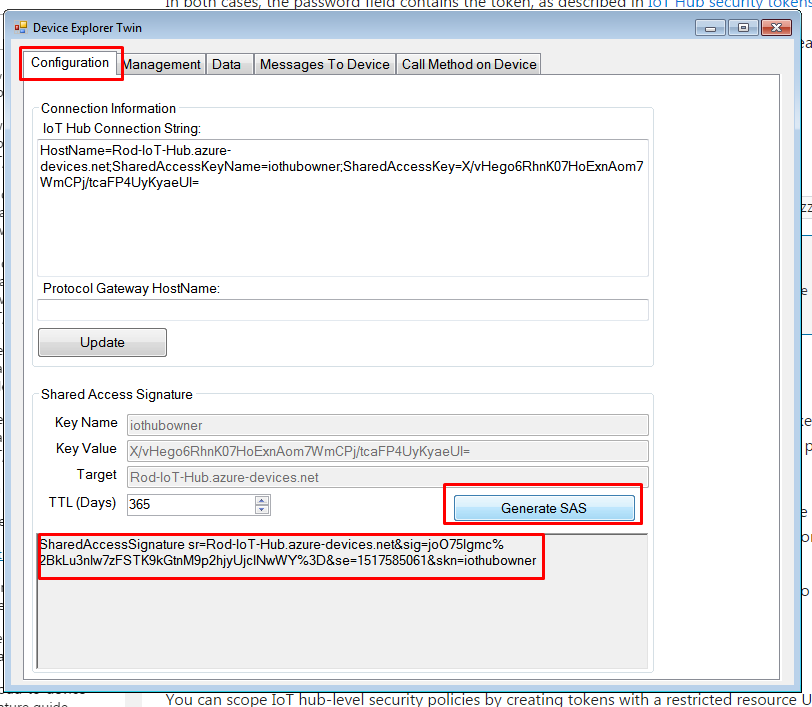 In both cases, the password field contains the token, as described in IoT Hub security tokens
Device Explorer Twin
Configuration
Management
Data
Messages To Device
Call Method on Device
Connection Information
IoT Hub Connection String:
HostName=Rod-IoT-Hub.azure-
devices.net;SharedAccessKeyName=iothubowner;SharedAccessKey=X/vHego6RhnK07HoExnAom7
WmCPj/tcaFP4UyKyaeUI=
Protocol Gateway HostName:
Update
Shared Access Signature
Key Name iothubowner
Key Value X/vHego6RhnK07HoExnAom7WmCPj/tcaFP4UyKyaeUI=
Target Rod-IoT-Hub.azure-devices.net
TTL (Days) 365
Generate SAS
SharedAccessSignature sr=Rod-IoT-Hub.azure-devices.net&sig=joO75lgmc%
2BkLu3nlw7zFSTK9kGtnM9p2hjyUjclNwWY%3D&se=1517585061&skn=iothubowner
You can scope IoT hub-level security policies by creating tokens with a restricted resource U